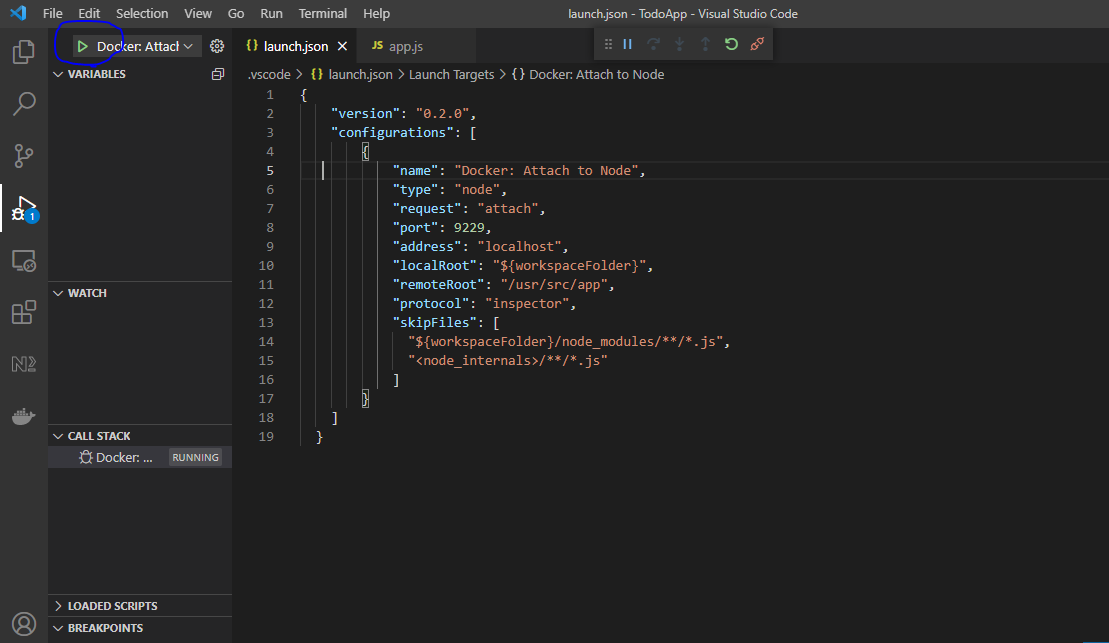 File Edit Selection View Go Run Terminal Help launch.json - TodoApp - Visual Studio Code
Docker: Attach
{} launch.json
JS app.js
VARIABLES
.vscode > {} launch.json > Launch Targets > {} Docker: Attach to Node
1 {
2 "version": "0.2.0",
3 "configurations": [
4 {
5 "name": "Docker: Attach to Node",
6 "type": "node",
7 "request": "attach",
8 "port": 9229,
9 "address": "localhost",
10 "localRoot": "${workspaceFolder}",
11 "remoteRoot": "/usr/src/app",
12 "protocol": "inspector",
13 "skipFiles": [
14 "${workspaceFolder}/node_modules/**/*.js",
15 "<node_internals>/**/*.js"
16 ]
17 }
18 ]
19 }
1
WATCH
CALL STACK
Docker: ... RUNNING
LOADED SCRIPTS
BREAKPOINTS